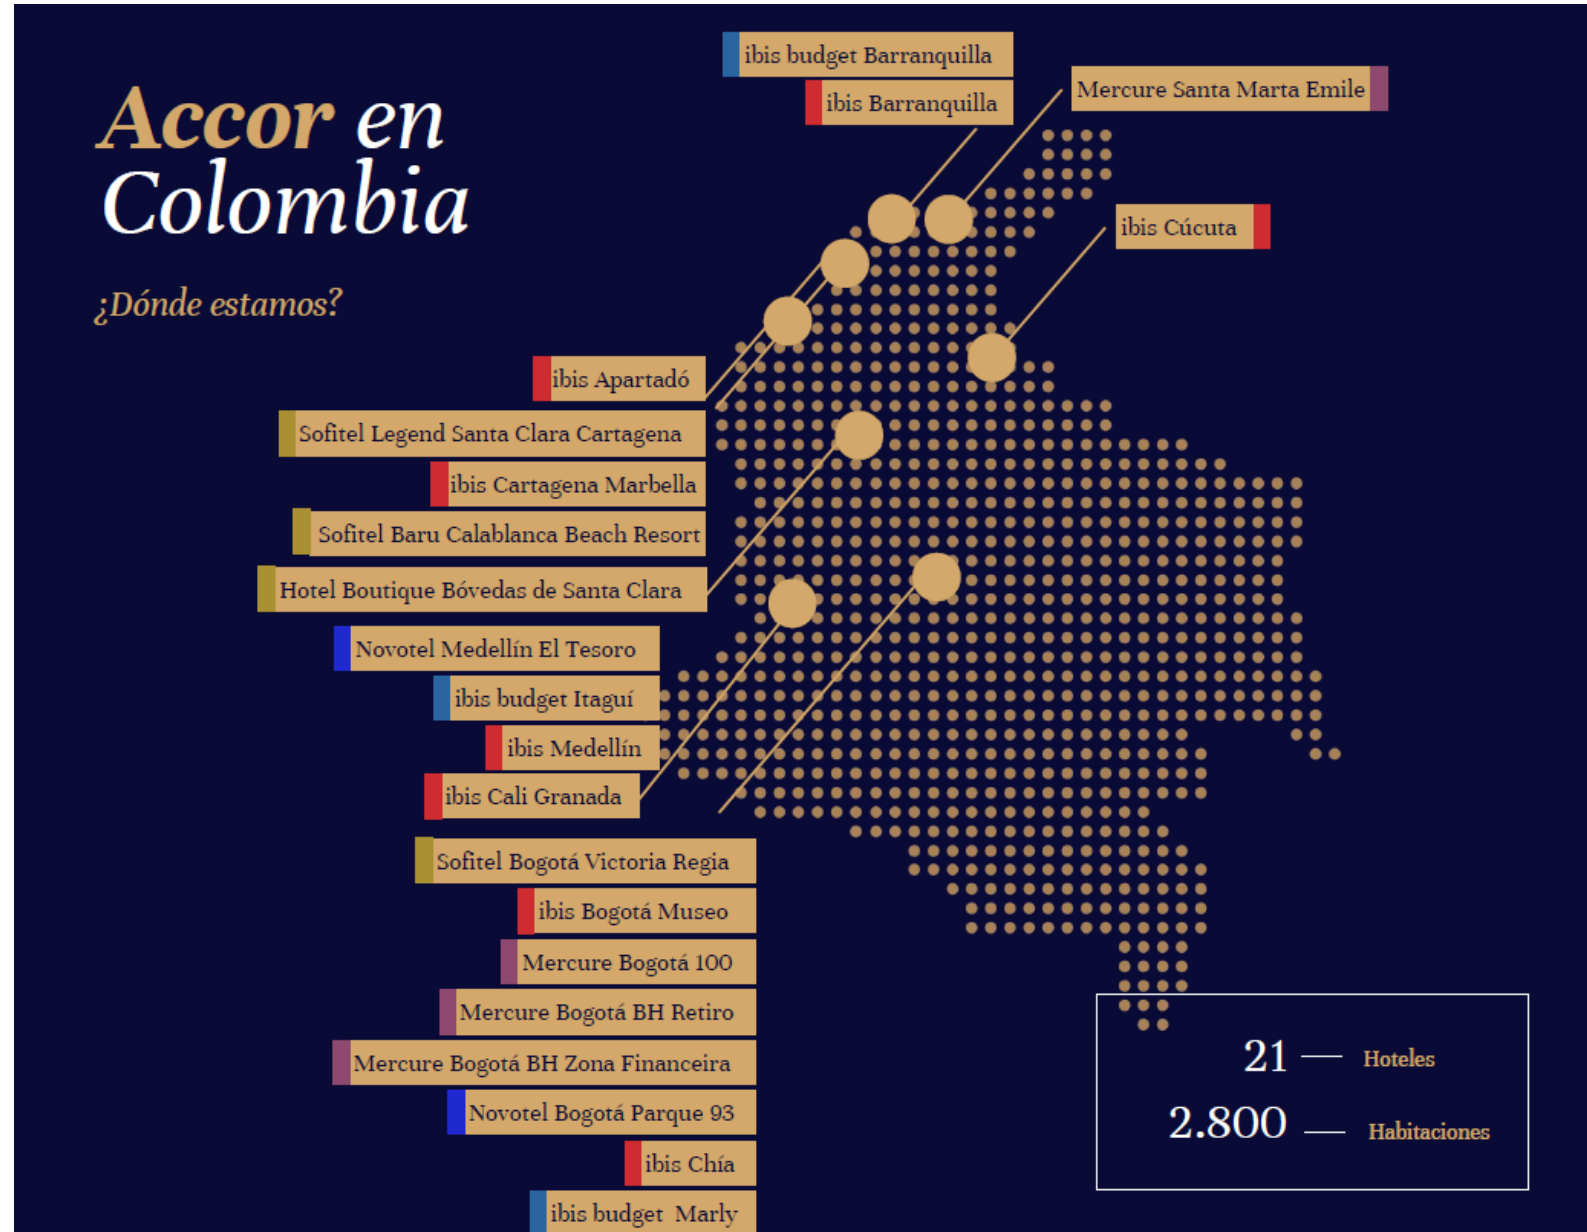 Accor en
Colombia
¿Dónde estamos?
ibis budget Barranquilla
ibis Barranquilla
Mercure Santa Marta Emile
ibis Cúcuta
ibis Apartadó
Sofitel Legend Santa Clara Cartagena
ibis Cartagena Marbella
Sofitel Baru Calablanca Beach Resort
Hotel Boutique Bóvedas de Santa Clara
Novotel Medellín El Tesoro
ibis budget Itaguí
ibis Medellín
ibis Cali Granada
Sofitel Bogotá Victoria Regia
ibis Bogotá Museo
Mercure Bogotá 100
Mercure Bogotá BH Retiro
Mercure Bogotá BH Zona Financeira
Novotel Bogotá Parque 93
ibis Chía
ibis budget Marly
21 — Hoteles
2.800 — Habitaciones